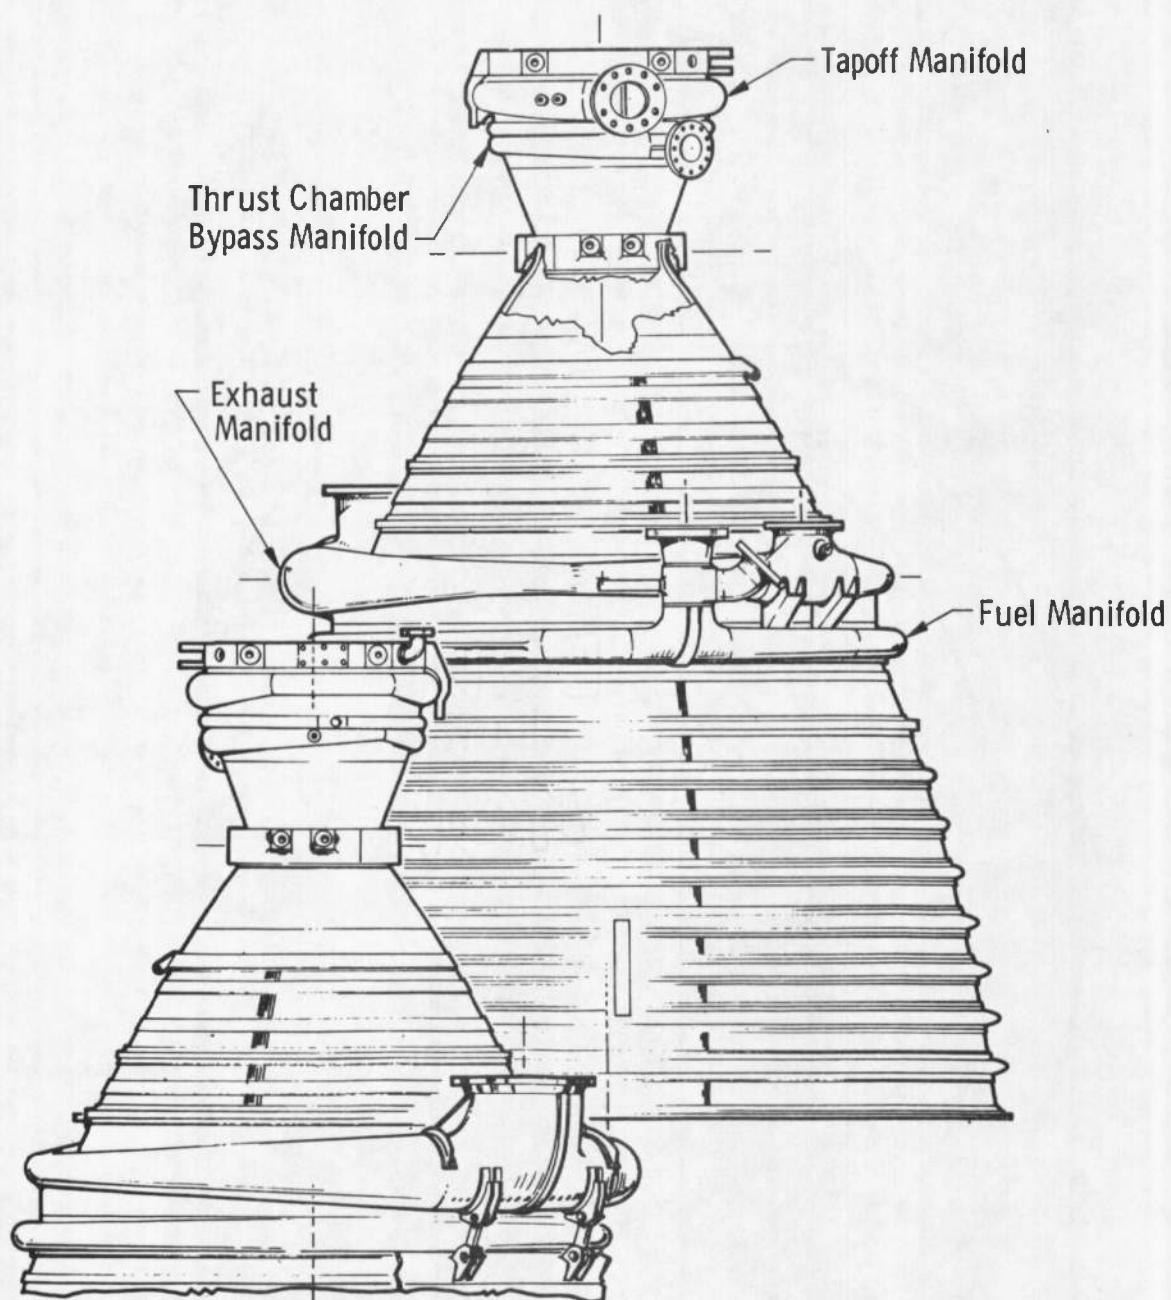 Tapoff Manifold
Thrust Chamber
Bypass Manifold
Exhaust
Manifold
Fuel Manifold